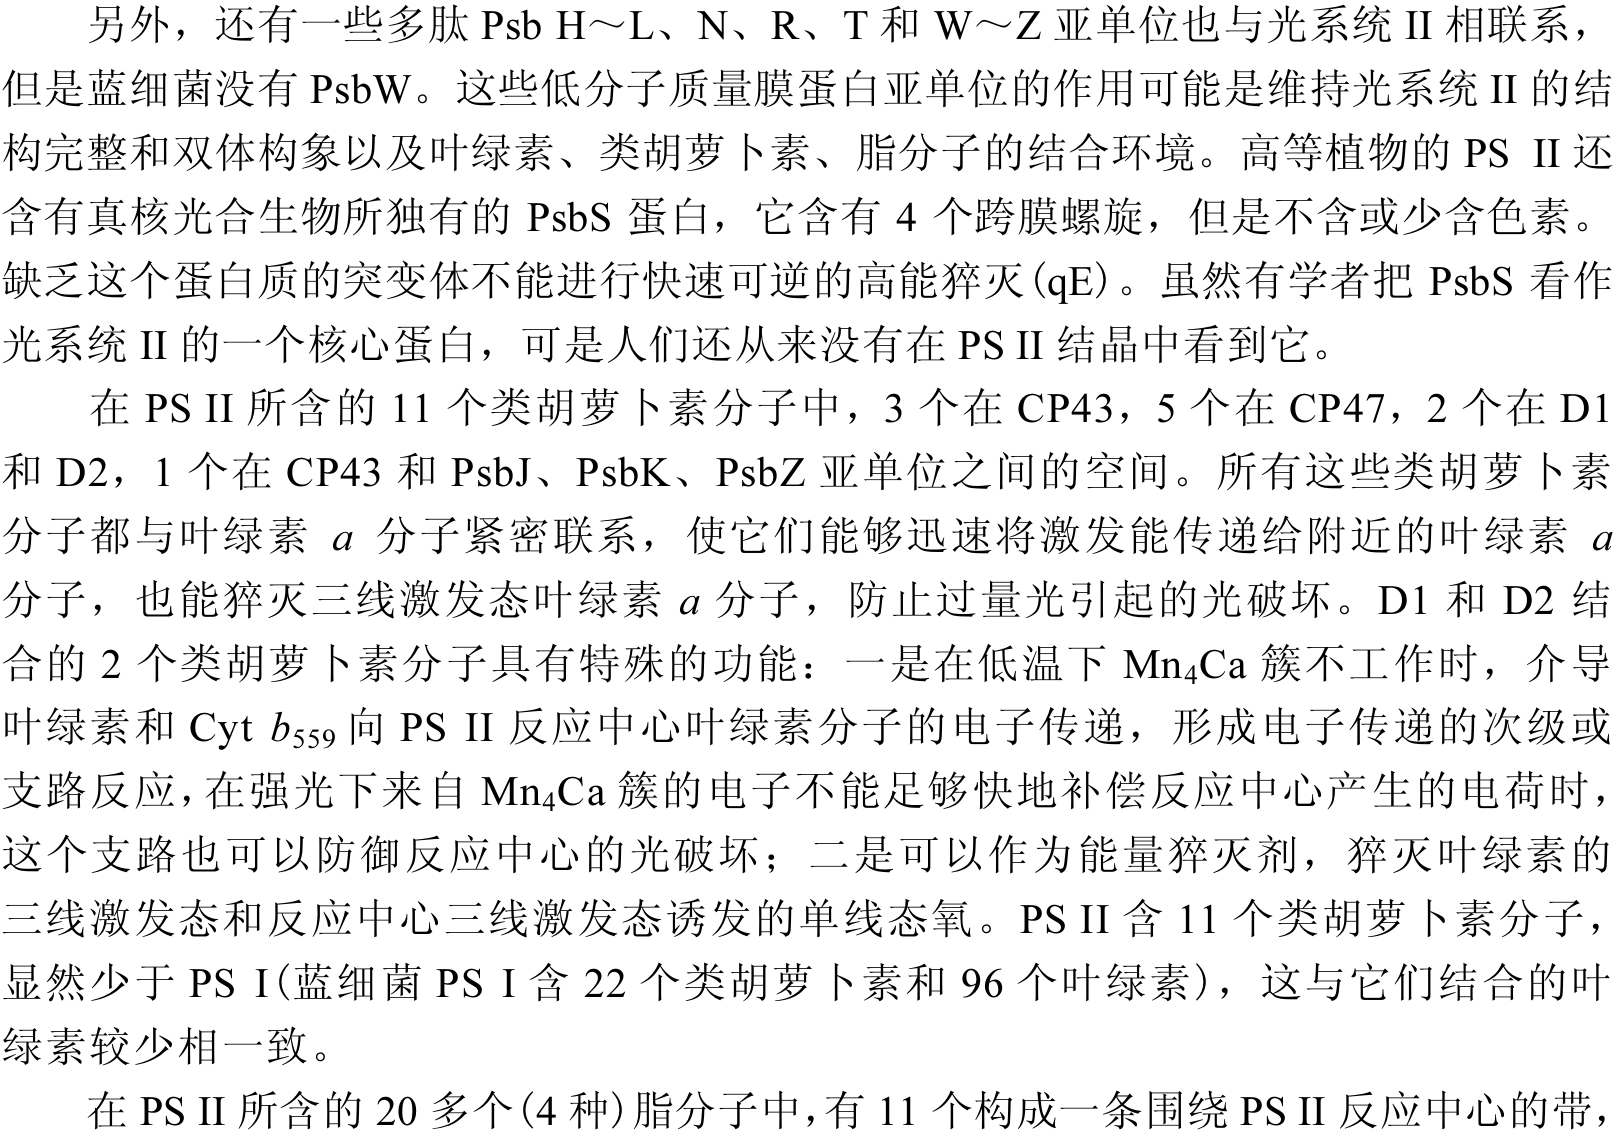 另外，还有一些多肽 Psb H～L、N、R、T 和 W～Z 亚单位也与光系统 II 相联系，
但是蓝细菌没有 PsbW。这些低分子质量膜蛋白亚单位的作用可能是维持光系统 II 的结
构完整和双体构象以及叶绿素、类胡萝卜素、脂分子的结合环境。高等植物的 PS II 还
含有真核光合生物所独有的 PsbS 蛋白，它含有 4 个跨膜螺旋，但是不含或少含色素。
缺乏这个蛋白质的突变体不能进行快速可逆的高能猝灭(qE)。虽然有学者把 PsbS 看作
光系统 II 的一个核心蛋白，可是人们还从来没有在 PS II 结晶中看到它。
在 PS II 所含的 11 个类胡萝卜素分子中，3 个在 CP43，5 个在 CP47，2 个在 D1
和 D2，1 个在 CP43 和 PsbJ、PsbK、PsbZ 亚单位之间的空间。所有这些类胡萝卜素
分子都与叶绿素 a 分子紧密联系，使它们能够迅速将激发能传递给附近的叶绿素 a
分子，也能猝灭三线激发态叶绿素 a 分子，防止过量光引起的光破坏。D1 和 D2 结
合的 2 个类胡萝卜素分子具有特殊的功能：一是在低温下 Mn₄Ca 簇不工作时，介导
叶绿素和 Cyt b₅₅₉ 向 PS II 反应中心叶绿素分子的电子传递，形成电子传递的次级或
支路反应，在强光下来自 Mn₄Ca 簇的电子不能足够快地补偿反应中心产生的电荷时，
这个支路也可以防御反应中心的光破坏；二是可以作为能量猝灭剂，猝灭叶绿素的
三线激发态和反应中心三线激发态诱发的单线态氧。PS II 含 11 个类胡萝卜素分子，
显然少于 PS I(蓝细菌 PS I 含 22 个类胡萝卜素和 96 个叶绿素)，这与它们结合的叶
绿素较少相一致。
在 PS II 所含的 20 多个(4 种)脂分子中，有 11 个构成一条围绕 PS II 反应中心的带，